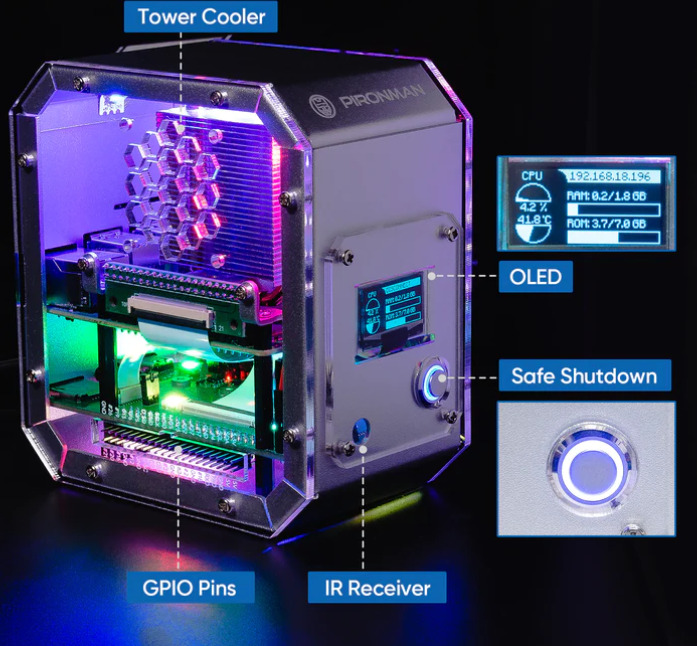 Tower Cooler
PIRONMAN
CPU
192.168.18.196
RAM: 0.2/1.8 GB
4.2 %
41.8°C
ROM: 3.7/7.0 GB
OLED
CPU
Safe Shutdown
GPIO Pins
IR Receiver